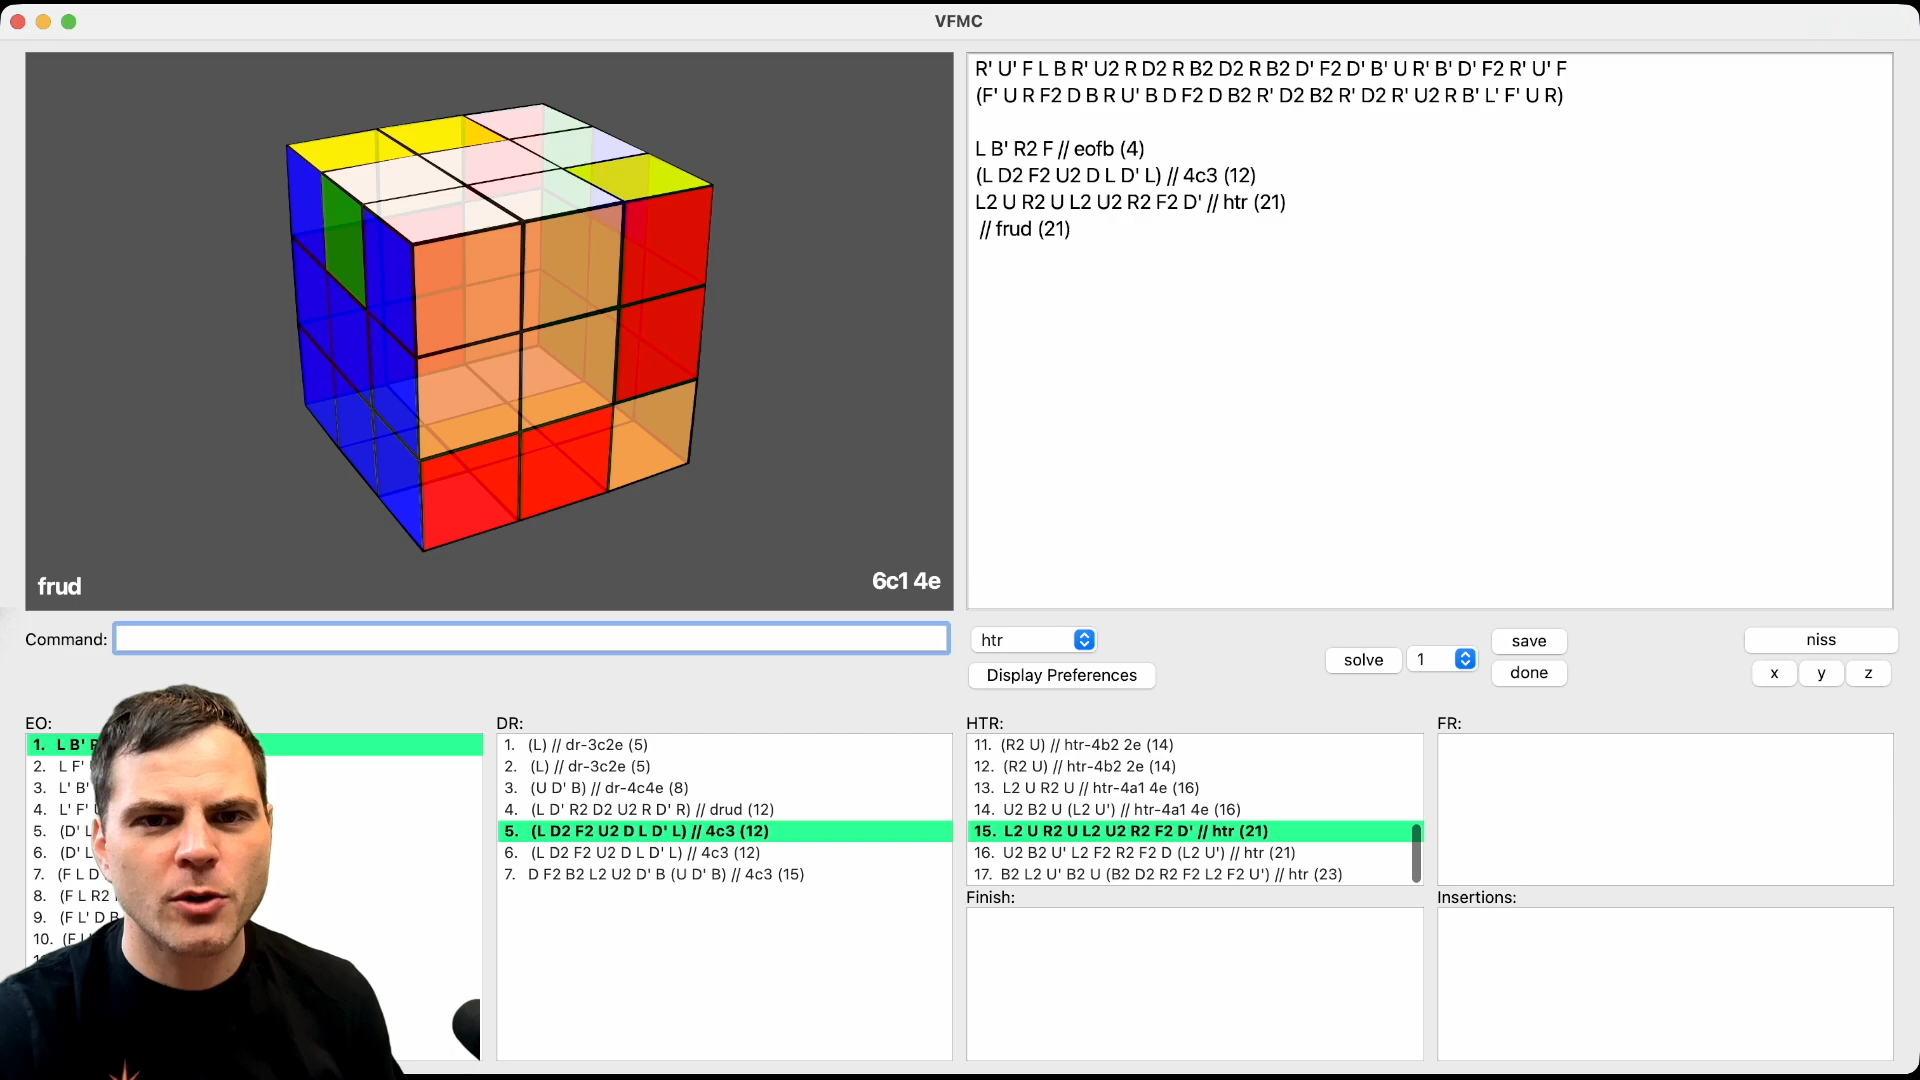 VFMC
R' U' F L B R' U2 R D2 R B2 D2 R B2 D' F2 D' B' U R' B' D' F2 R' U' F
(F' U R F2 D B R U' B D F2 D B2 R' D2 B2 R' D2 R' U2 R B' L' F' U R)
L B' R2 F // eofb (4)
(L D2 F2 U2 D L D' L) // 4c3 (12)
L2 U R2 U L2 U2 R2 F2 D' // htr (21)
// frud (21)
frud
6c1 4e
Command:
htr
Display Preferences
solve
1
save
done
niss
x y z
EO:
1. L B'
2. L F'
3. L' B'
4. L' F'
5. (D' L
6. (D' L
7. (F L D
8. (F L R2
9. (F L' D B
10. (F
DR:
1. (L) // dr-3c2e (5)
2. (L) // dr-3c2e (5)
3. (U D' B) // dr-4c4e (8)
4. (L D' R2 D2 U2 R D' R) // drud (12)
5. (L D2 F2 U2 D L D' L) // 4c3 (12)
6. (L D2 F2 U2 D L D' L) // 4c3 (12)
7. D F2 B2 L2 U2 D' B (U D' B) // 4c3 (15)
HTR:
11. (R2 U) // htr-4b2 2e (14)
12. (R2 U) // htr-4b2 2e (14)
13. L2 U R2 U // htr-4a1 4e (16)
14. U2 B2 U (L2 U') // htr-4a1 4e (16)
15. L2 U R2 U L2 U2 R2 F2 D' // htr (21)
16. U2 B2 U' L2 F2 R2 F2 D (L2 U') // htr (21)
17. B2 L2 U' B2 U (B2 D2 R2 F2 L2 F2 U') // htr (23)
FR:
Finish:
Insertions: